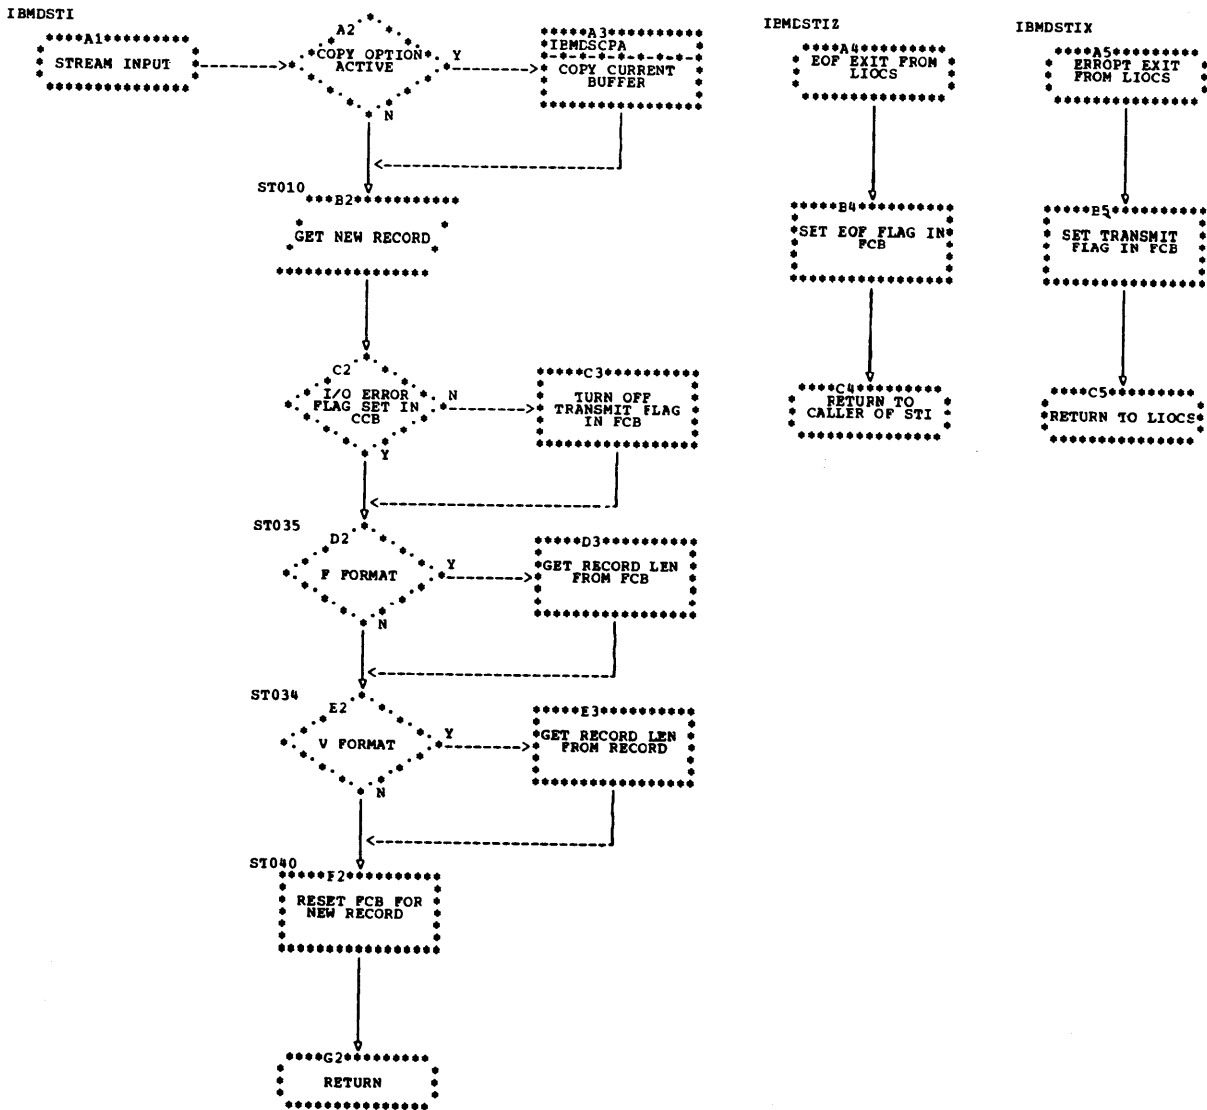 IBMDSTI
A1
STREAM INPUT
A2
COPY OPTION
ACTIVE
Y
N
A3
IBMDSCPA
COPY CURRENT
BUFFER
ST010
B2
GET NEW RECORD
C2
I/O ERROR
FLAG SET IN
CCB
N
Y
C3
TURN OFF
TRANSMIT FLAG
IN FCB
ST035
D2
F FORMAT
Y
N
D3
GET RECORD LEN
FROM FCB
ST034
E2
V FORMAT
Y
N
E3
GET RECORD LEN
FROM RECORD
ST040
F2
RESET FCB FOR
NEW RECORD
G2
RETURN
IBMDSTIZ
A4
EOF EXIT FROM
LIOCS
B4
SET EOF FLAG IN
FCB
C4
RETURN TO
CALLER OF STI
IBMDSTIX
A5
ERROPT EXIT
FROM LIOCS
B5
SET TRANSMIT
FLAG IN FCB
C5
RETURN TO LIOCS